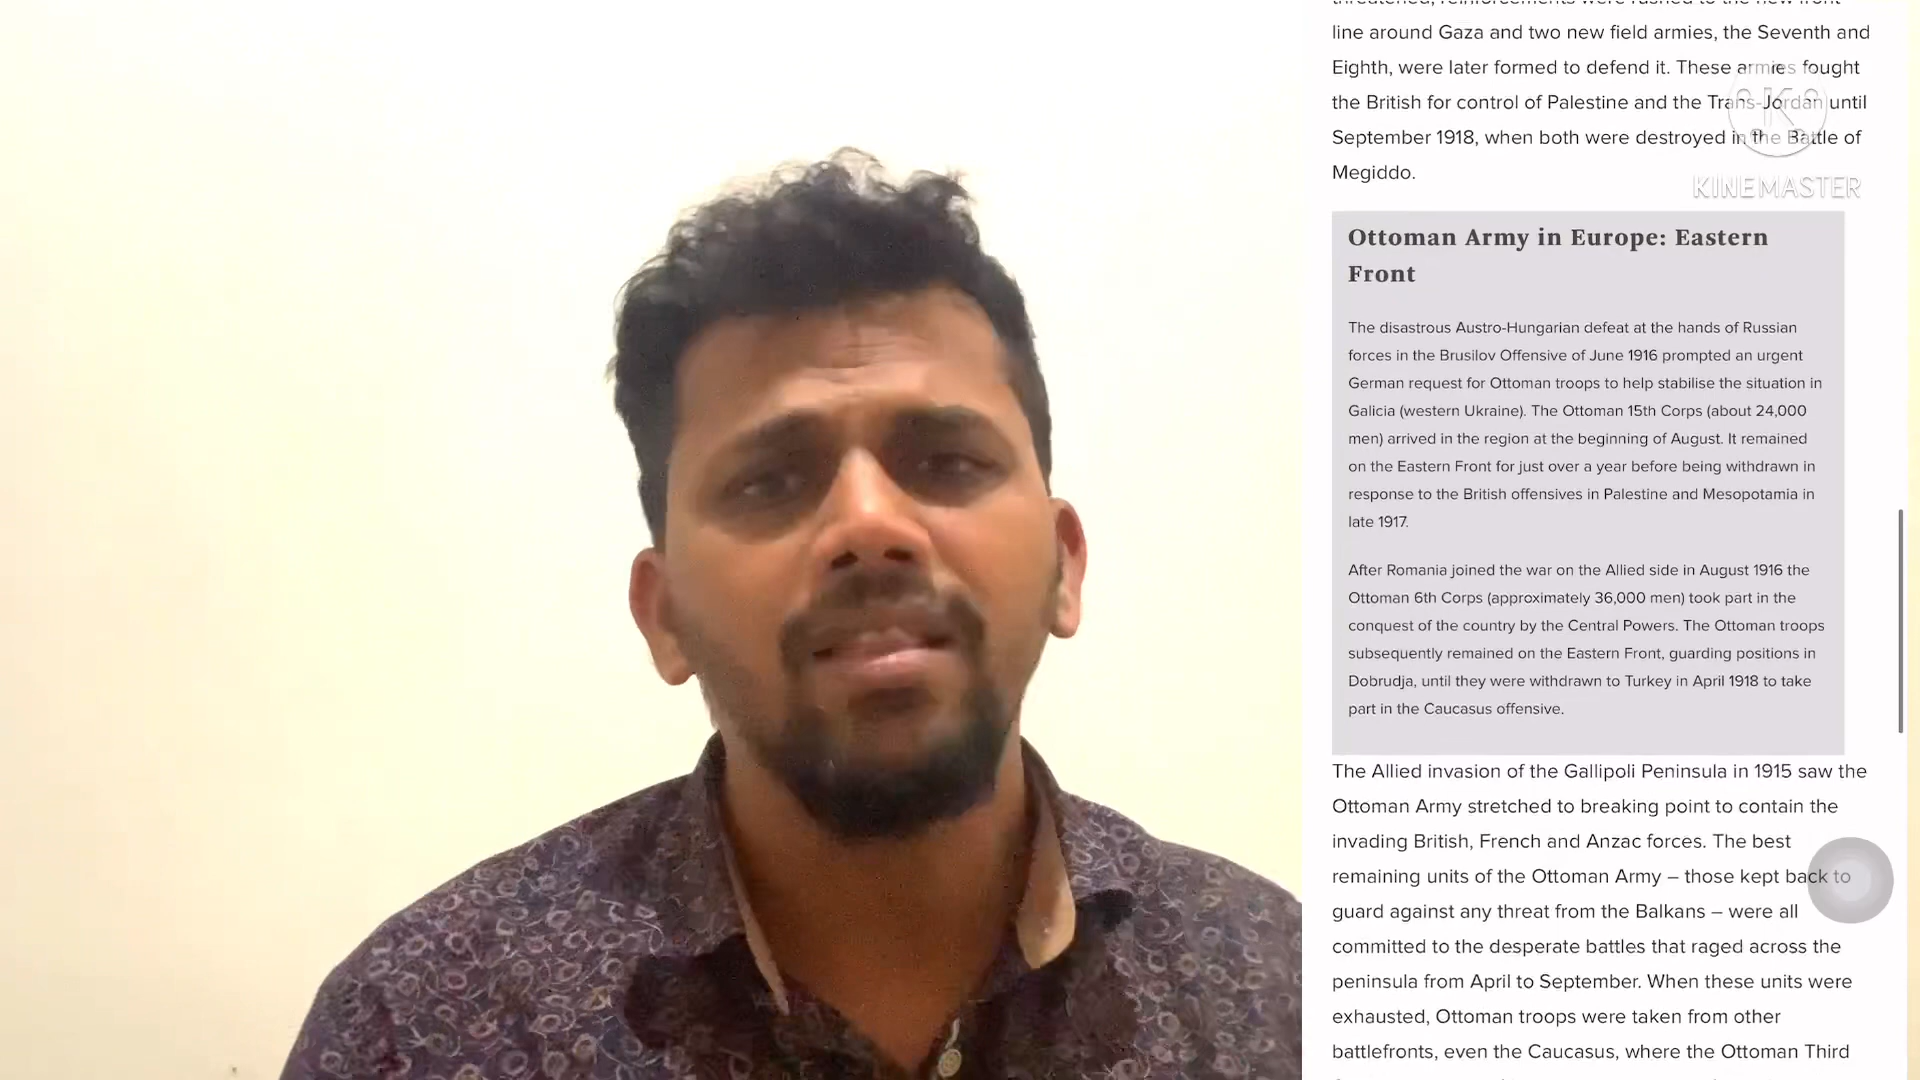 line around Gaza and two new field armies, the Seventh and
Eighth, were later formed to defend it. These armies fought
the British for control of Palestine and the Trans-Jordan until
September 1918, when both were destroyed in the Battle of
Megiddo.
KINEMASTER
Ottoman Army in Europe: Eastern
Front
The disastrous Austro-Hungarian defeat at the hands of Russian
forces in the Brusilov Offensive of June 1916 prompted an urgent
German request for Ottoman troops to help stabilise the situation in
Galicia (western Ukraine). The Ottoman 15th Corps (about 24,000
men) arrived in the region at the beginning of August. It remained
on the Eastern Front for just over a year before being withdrawn in
response to the British offensives in Palestine and Mesopotamia in
late 1917.
After Romania joined the war on the Allied side in August 1916 the
Ottoman 6th Corps (approximately 36,000 men) took part in the
conquest of the country by the Central Powers. The Ottoman troops
subsequently remained on the Eastern Front, guarding positions in
Dobrudja, until they were withdrawn to Turkey in April 1918 to take
part in the Caucasus offensive.
The Allied invasion of the Gallipoli Peninsula in 1915 saw the
Ottoman Army stretched to breaking point to contain the
invading British, French and Anzac forces. The best
remaining units of the Ottoman Army – those kept back to
guard against any threat from the Balkans – were all
committed to the desperate battles that raged across the
peninsula from April to September. When these units were
exhausted, Ottoman troops were taken from other
battlefronts, even the Caucasus, where the Ottoman Third